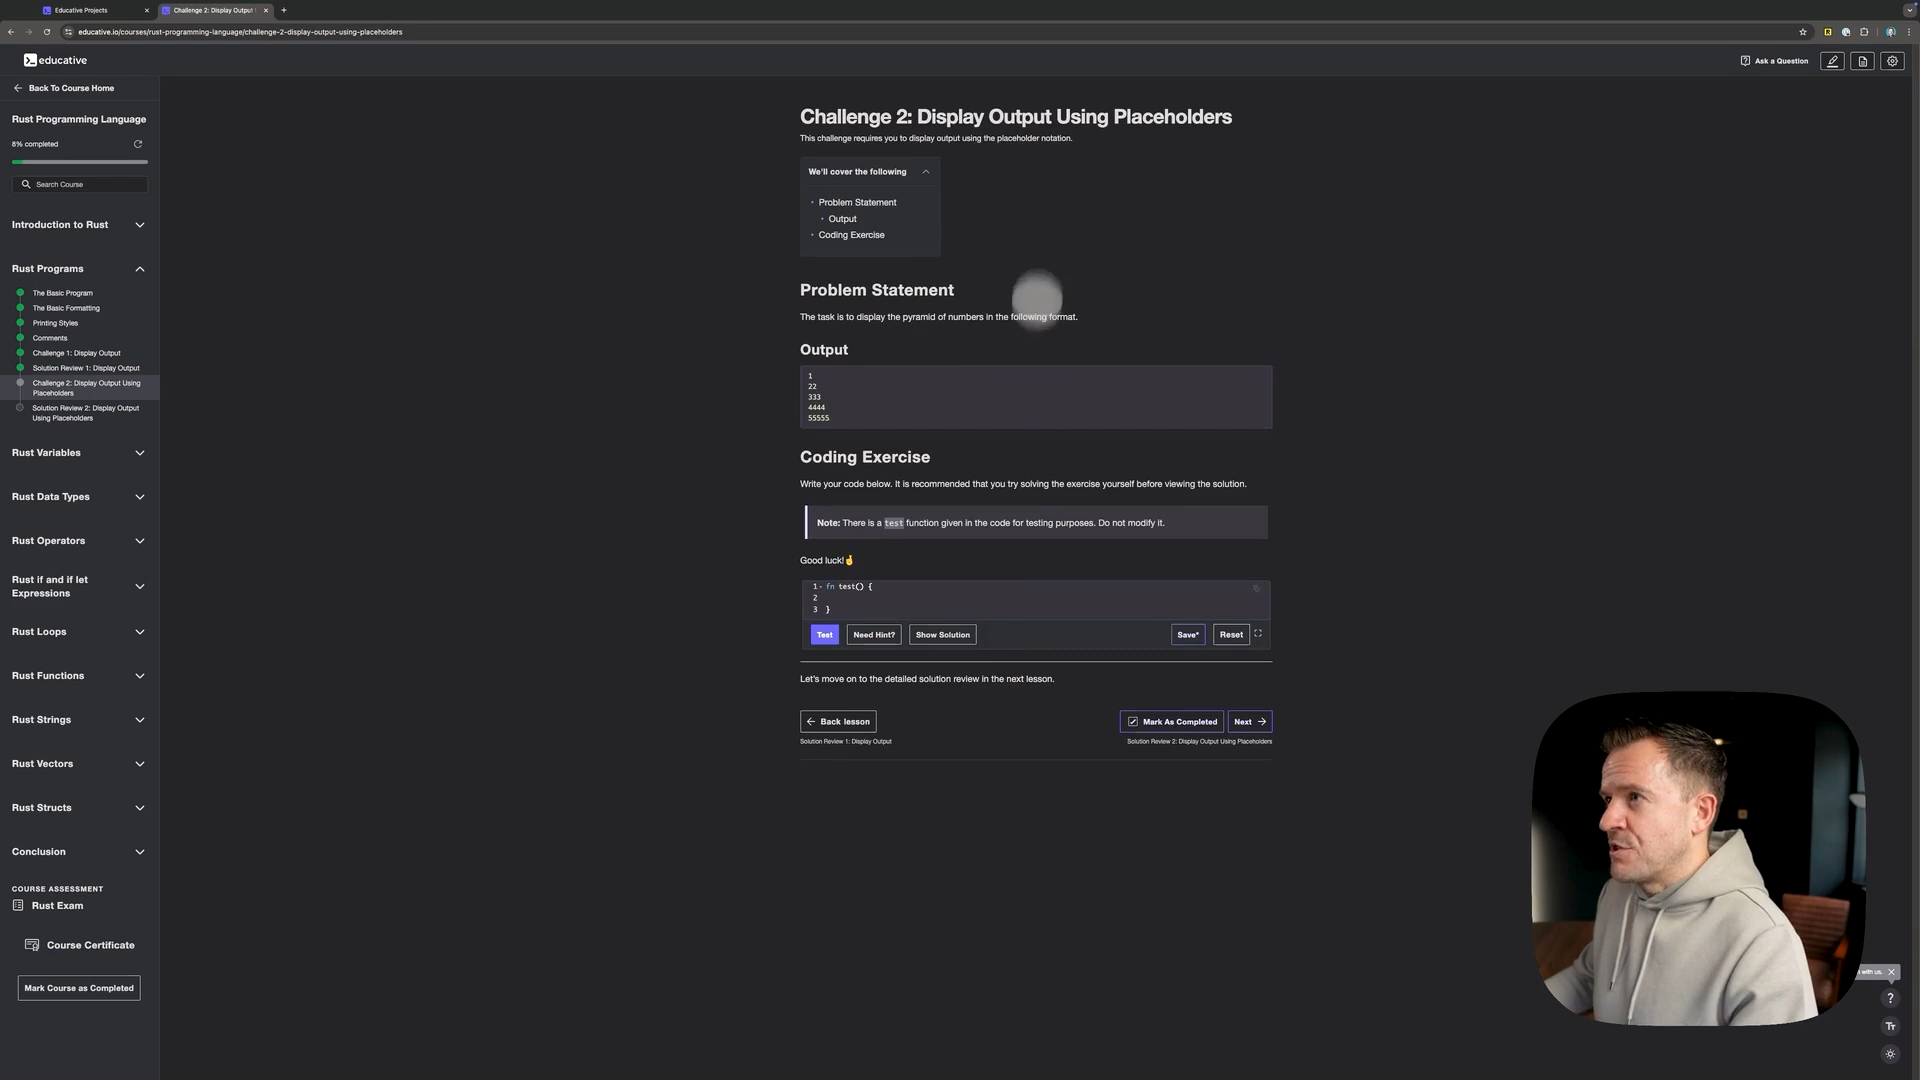 Educative Projects
Challenge 2: Display Output
educative.io/courses/rust-programming-language/challenge-2-display-output-using-placeholders
educative
Ask a Question
Back To Course Home
Rust Programming Language
8% completed
Search Course
Introduction to Rust
Rust Programs
The Basic Program
The Basic Formatting
Printing Styles
Comments
Challenge 1: Display Output
Solution Review 1: Display Output
Challenge 2: Display Output Using
Placeholders
Solution Review 2: Display Output
Using Placeholders
Rust Variables
Rust Data Types
Rust Operators
Rust if and if let
Expressions
Rust Loops
Rust Functions
Rust Strings
Rust Vectors
Rust Structs
Conclusion
COURSE ASSESSMENT
Rust Exam
Course Certificate
Mark Course as Completed
Challenge 2: Display Output Using Placeholders
This challenge requires you to display output using the placeholder notation.
We'll cover the following
Problem Statement
Output
Coding Exercise
Problem Statement
The task is to display the pyramid of numbers in the following format.
Output
1
22
333
4444
55555
Coding Exercise
Write your code below. It is recommended that you try solving the exercise yourself before viewing the solution.
Note: There is a test function given in the code for testing purposes. Do not modify it.
Good luck!🤞
1 fn test() {
2
3 }
Test
Need Hint?
Show Solution
Save*
Reset
Let's move on to the detailed solution review in the next lesson.
Back lesson
Mark As Completed
Next
Solution Review 1: Display Output
Solution Review 2: Display Output Using Placeholders
with us.
?
Tт